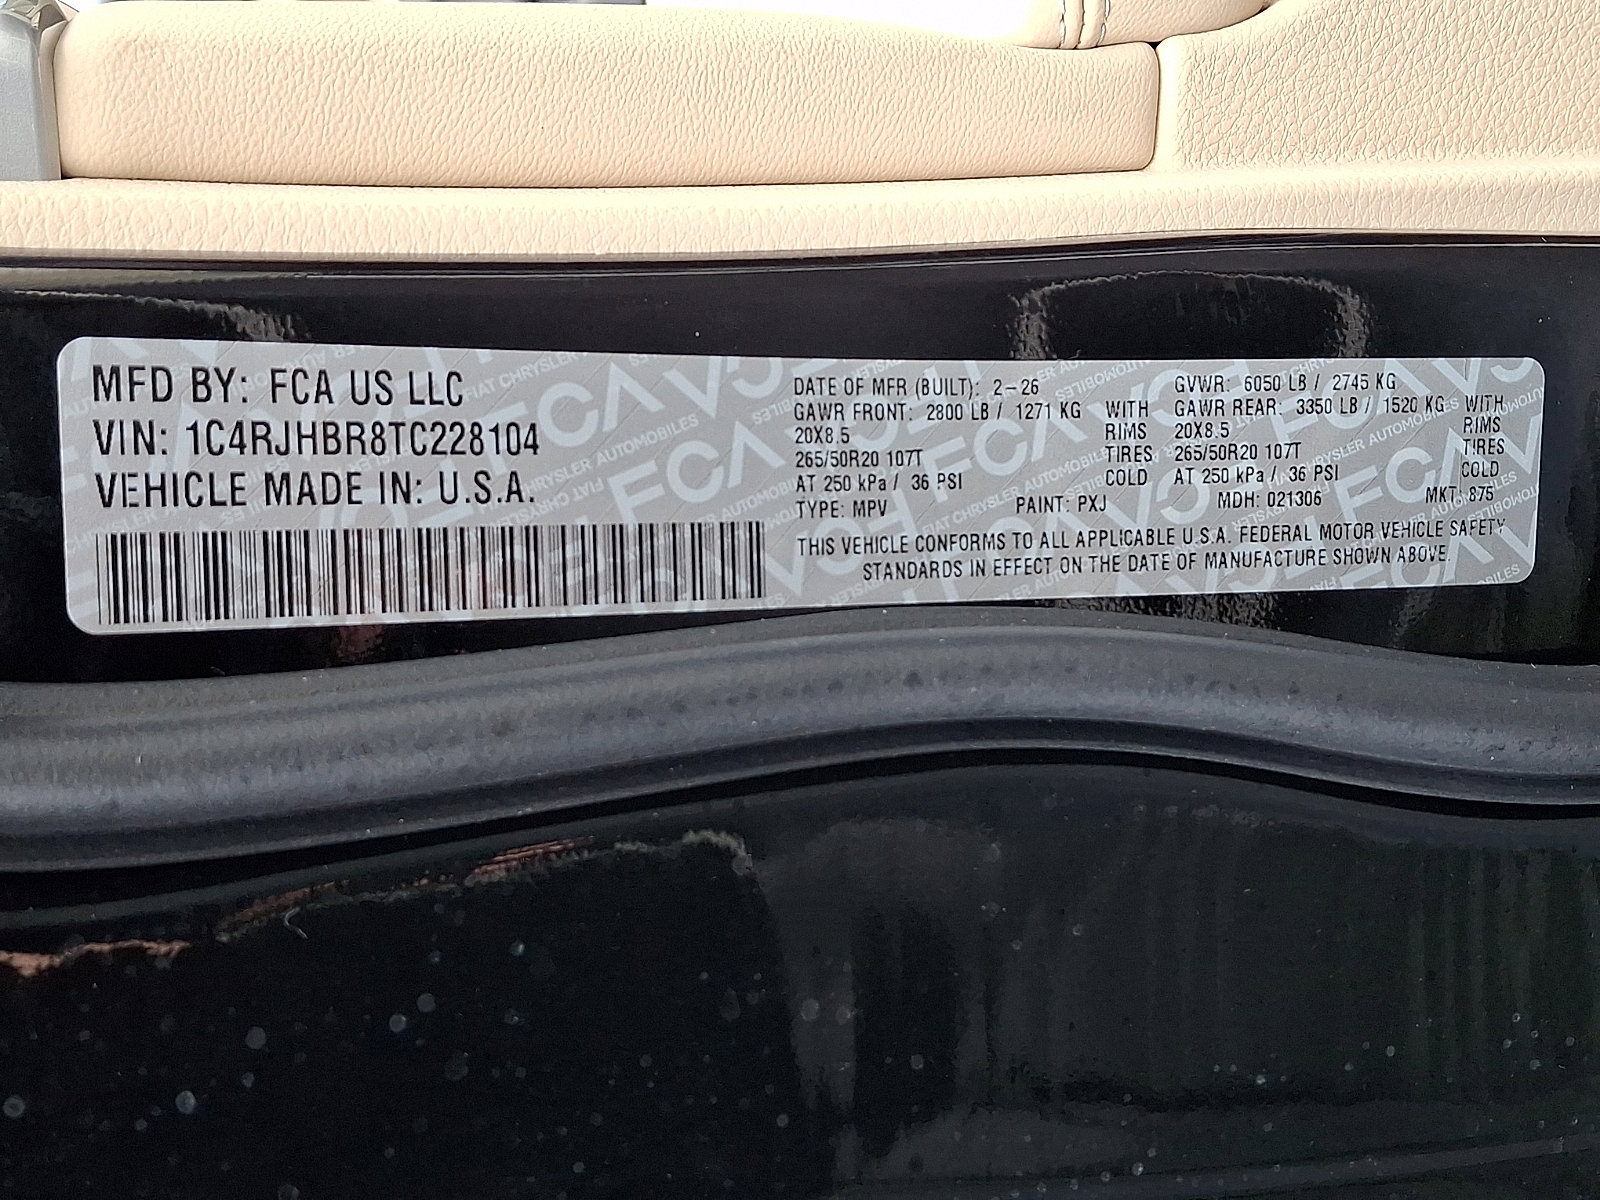 MFD BY: FCA US LLC
VIN: 1C4RJHBR8TC228104
VEHICLE MADE IN: U.S.A.
DATE OF MFR (BUILT): 2-26 GVWR: 6050 LB / 2745 KG
GAWR FRONT: 2800 LB / 1271 KG WITH GAWR REAR: 3350 LB / 1520 KG WITH
20X8.5 RIMS 20X8.5 RIMS
265/50R20 107T TIRES 265/50R20 107T TIRES
AT 250 kPa / 36 PSI COLD AT 250 kPa / 36 PSI COLD
TYPE: MPV PAINT: PXJ MDH: 021306 MKT: 875
THIS VEHICLE CONFORMS TO ALL APPLICABLE U.S.A. FEDERAL MOTOR VEHICLE SAFETY
STANDARDS IN EFFECT ON THE DATE OF MANUFACTURE SHOWN ABOVE.
FCA
FIAT CHRYSLER AUTOMOBILES